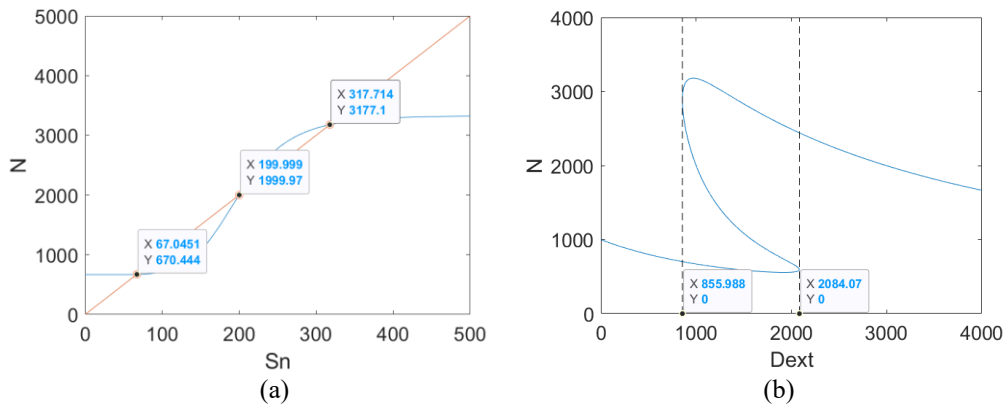 5000
4000
3000
2000
1000
0
N
0
100
200
300
400
500
Sn
X 317.714
Y 3177.1
X 199.999
Y 1999.97
X 67.0451
Y 670.444
(a)
4000
3000
2000
1000
0
N
0
1000
2000
3000
4000
Dext
X 855.988
Y 0
X 2084.07
Y 0
(b)